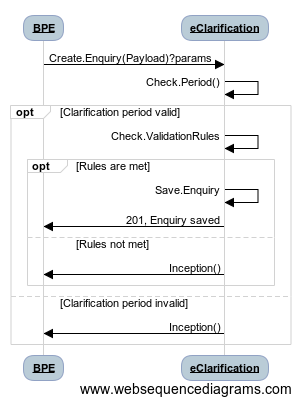 BPE eClarification
Create.Enquiry(Payload)?params
Check.Period()
opt [Clarification period valid]
Check.ValidationRules
opt [Rules are met]
Save.Enquiry
201, Enquiry saved
[Rules not met]
Inception()
[Clarification period invalid]
Inception()
BPE eClarification
www.websequencediagrams.com